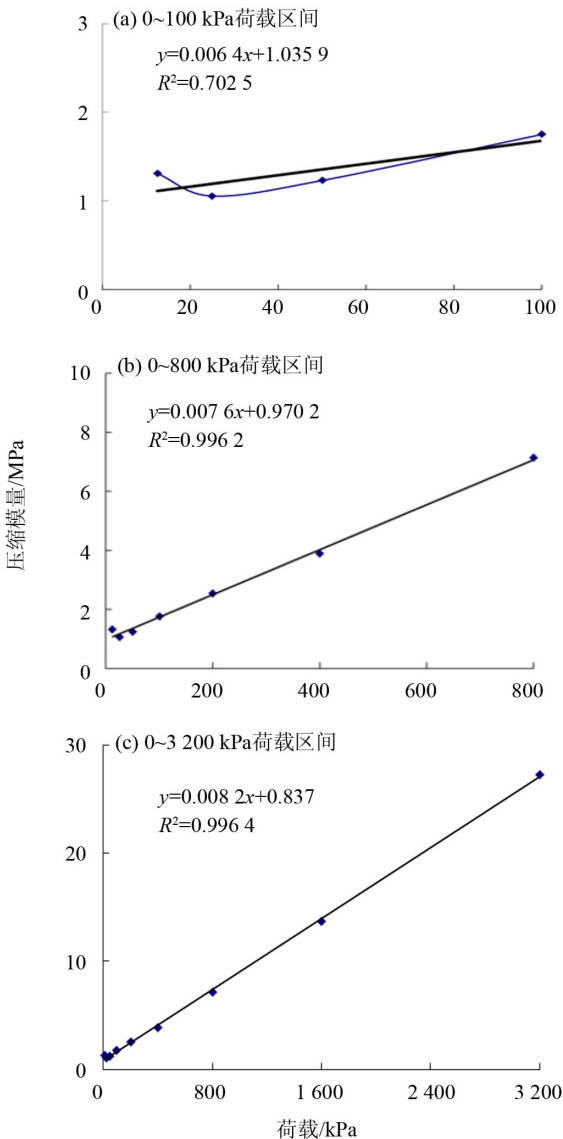 (a) 0~100 kPa荷载区间
y=0.006 4x+1.035 9
R²=0.702 5
3
2
1
0
0 20 40 60 80 100
(b) 0~800 kPa荷载区间
y=0.007 6x+0.970 2
R²=0.996 2
10
8
6
4
2
0
0 200 400 600 800
压缩模量/MPa
(c) 0~3 200 kPa荷载区间
y=0.008 2x+0.837
R²=0.996 4
30
20
10
0
0 800 1 600 2 400 3 200
荷载/kPa